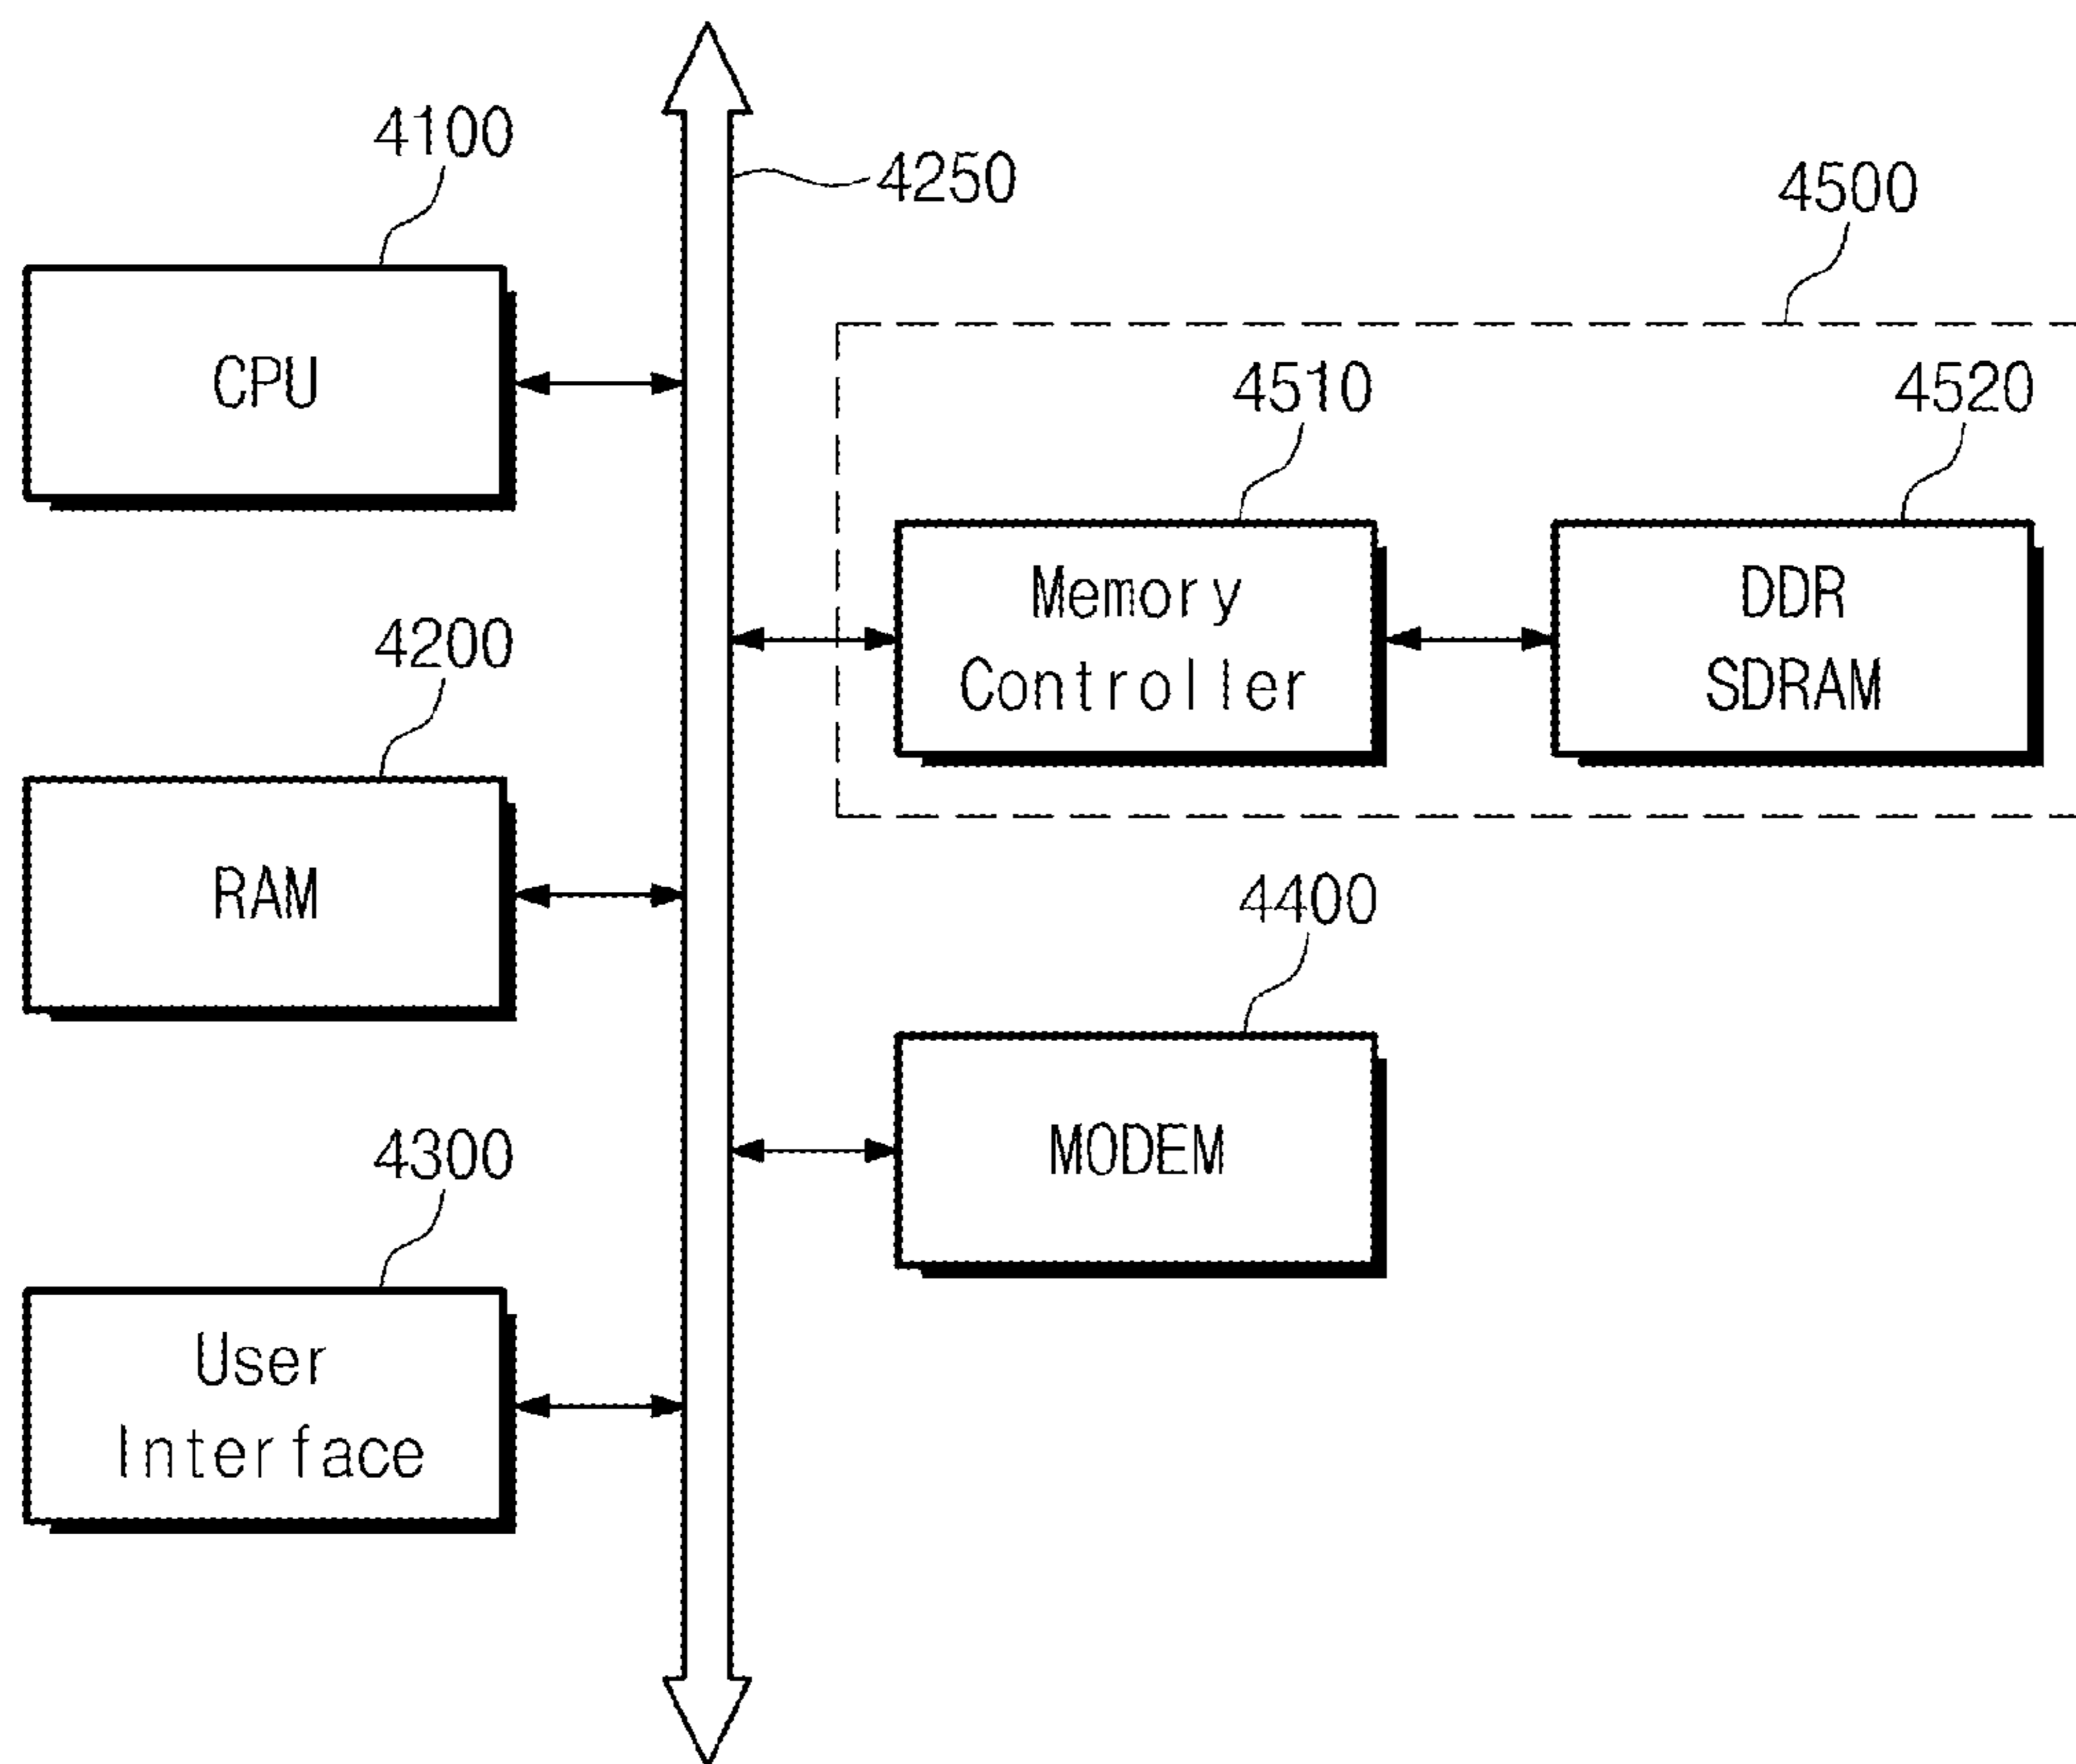 4100
4250
4500
CPU
4510
4520
Memory
Controller
DDR
SDRAM
4200
RAM
4400
MODEM
4300
User
Interface